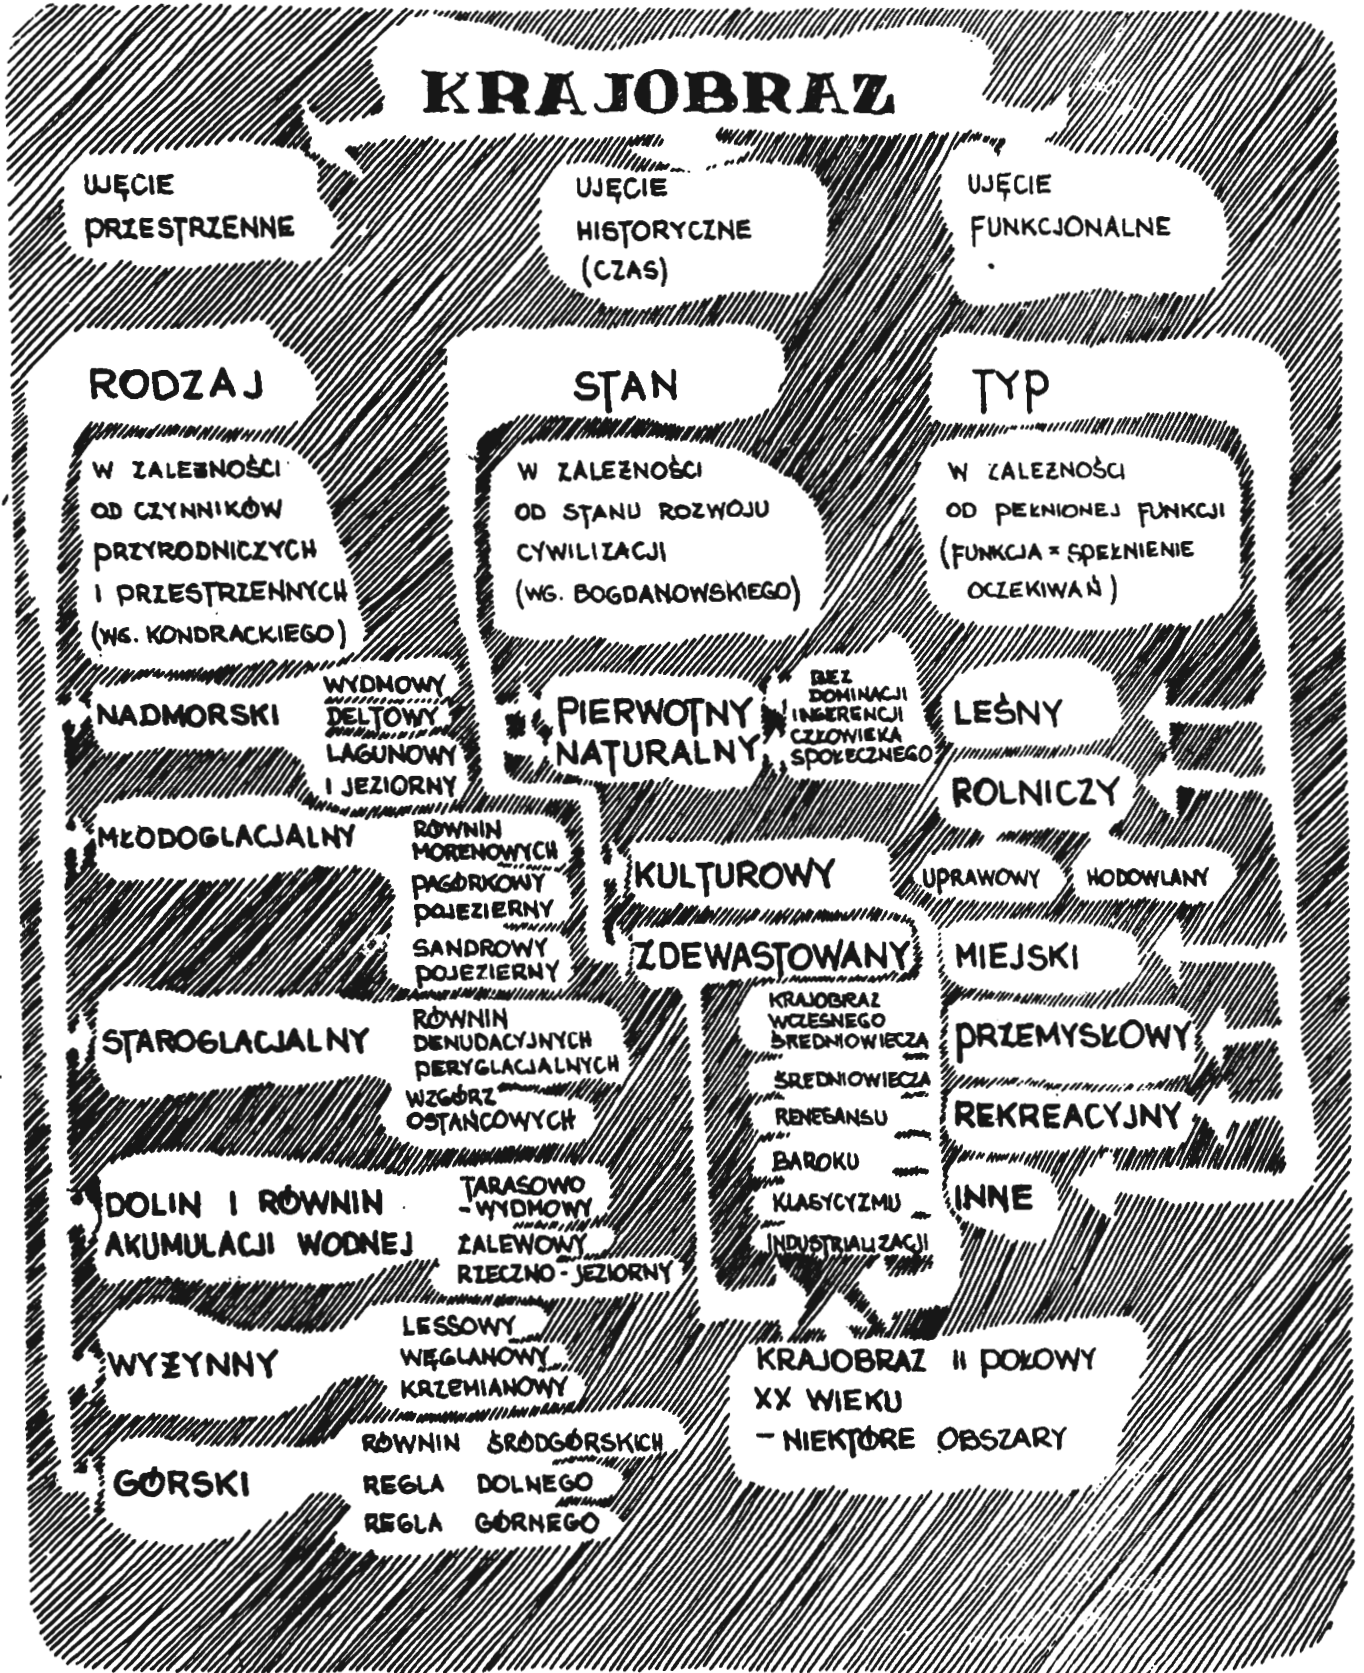 KRAJOBRAZ
UJĘCIE
PRZESTRZENNE
UJĘCIE
HISTORYCZNE
(CZAS)
UJĘCIE
FUNKCJONALNE
RODZAJ
W ZALEŻNOŚCI
OD CZYNNIKÓW
PRZYRODNICZYCH
I PRZESTRZENNYCH
(WG. KONDRACKIEGO)
NADMORSKI
WYDMOWY
DELTOWY
LAGUNOWY
I JEZIORNY
MŁODOGLACJALNY
RÓWNIN
MORENOWYCH
PAGÓRKOWY
POJEZIERNY
SANDROWY
POJEZIERNY
STAROGLACJALNY
RÓWNIN
DENUDACYJNYCH
PERYGLACJALNYCH
WZGÓRZ
OSTAŃCOWYCH
DOLIN I RÓWNIN
AKUMULACJI WODNEJ
TARASOWO
-WYDMOWY
ZALEWOWY
RZECZNO-JEZIORNY
WYŻYNNY
LESSOWY
WĘGLANOWY
KRZEMIANOWY
GÓRSKI
RÓWNIN ŚRÓDGÓRSKICH
REGLA DOLNEGO
REGLA GÓRNEGO
STAN
W ZALEŻNOŚCI
OD STANU ROZWOJU
CYWILIZACJI
(WG. BOGDANOWSKIEGO)
PIERWOTNY
NATURALNY
BEZ
DOMINACJI
INGERENCJI
CZŁOWIEKA
SPOŁECZNEGO
KULTUROWY
ZDEWASTOWANY
KRAJOBRAZ
WCZESNEGO
ŚREDNIOWIECZA
ŚREDNIOWIECZA
RENESANSU
BAROKU
KLASYCYZMU
INDUSTRIALIZACJI
KRAJOBRAZ II POŁOWY
XX WIEKU
- NIEKTÓRE OBSZARY
TYP
W ZALEŻNOŚCI
OD PEŁNIONEJ FUNKCJI
(FUNKCJA = SPEŁNIENIE
OCZEKIWAŃ)
LEŚNY
ROLNICZY
UPRAWOWY
HODOWLANY
MIEJSKI
PRZEMYSŁOWY
REKREACYJNY
INNE